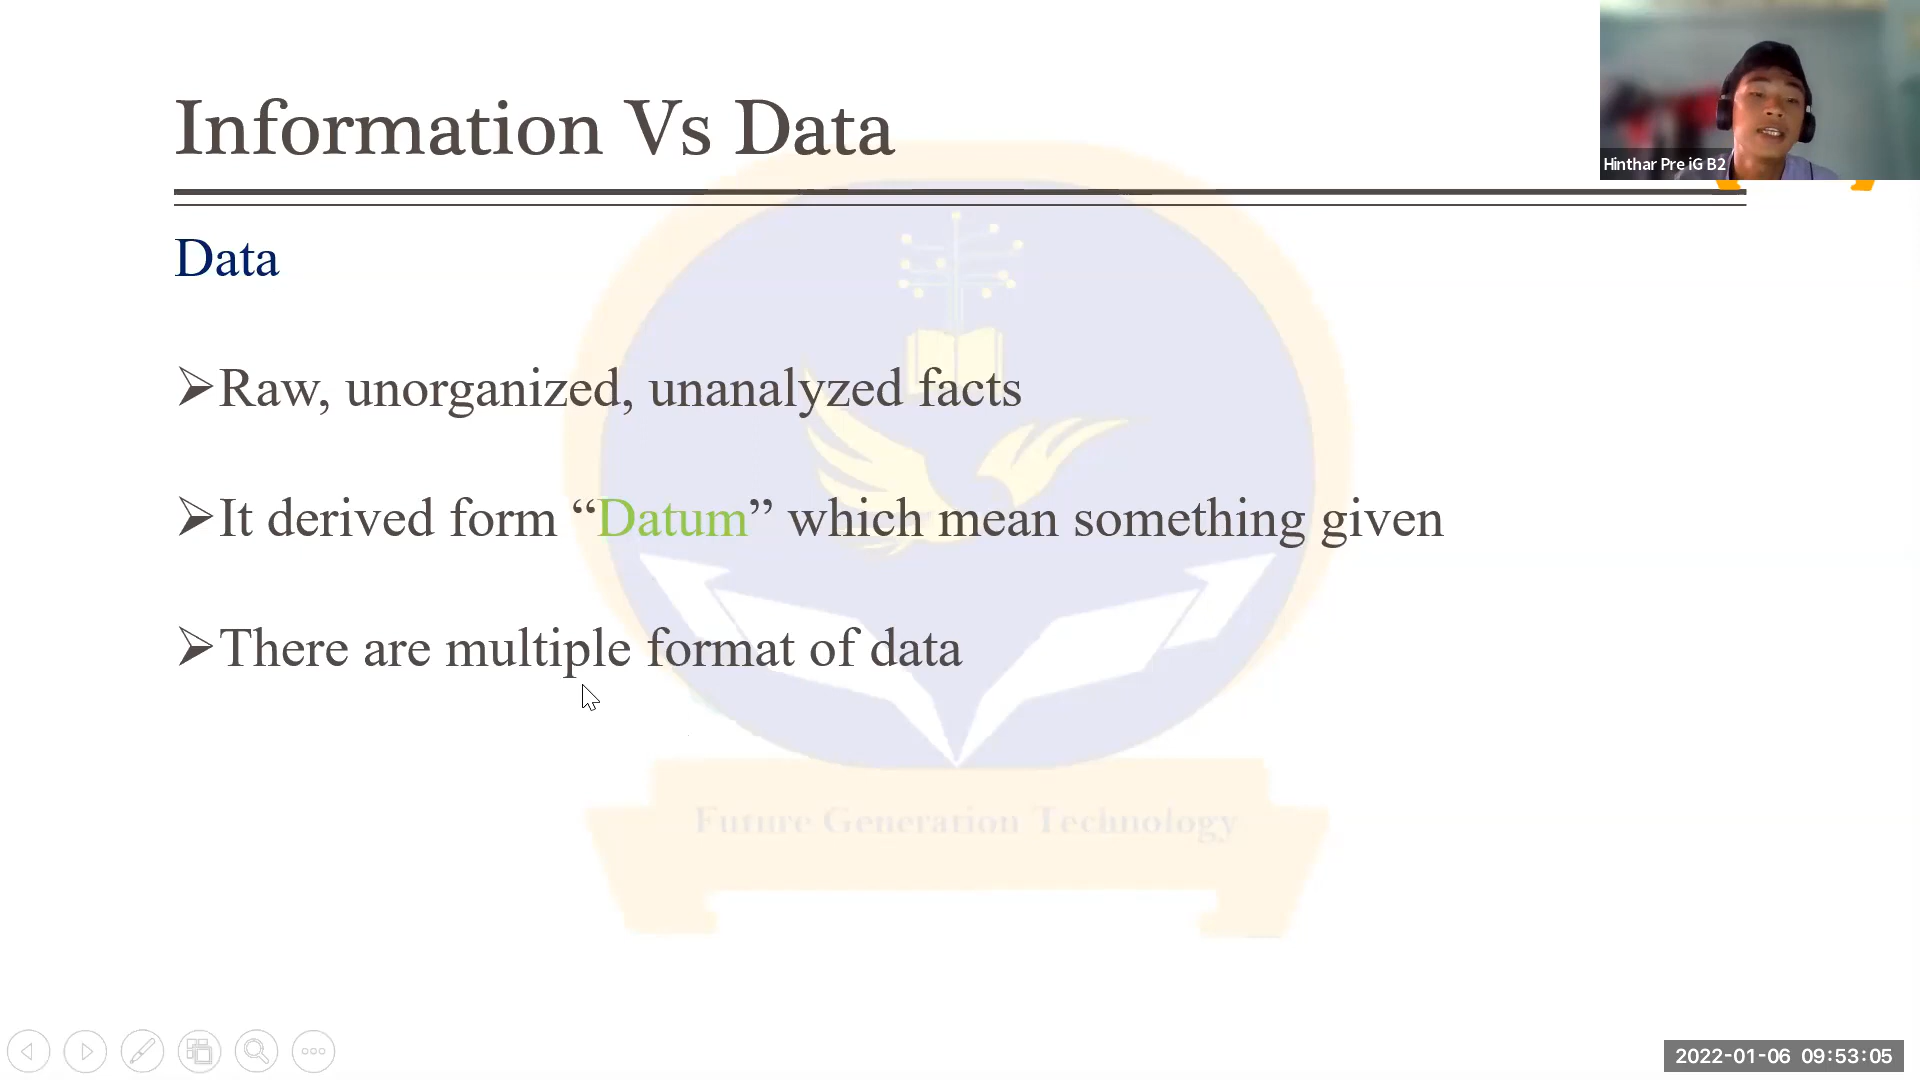 Information Vs Data
Hinthar Pre iG B2
Data
➢Raw, unorganized, unanalyzed facts
➢It derived form “Datum” which mean something given
➢There are multiple format of data
Future Generation Technology
2022-01-06 09:53:05